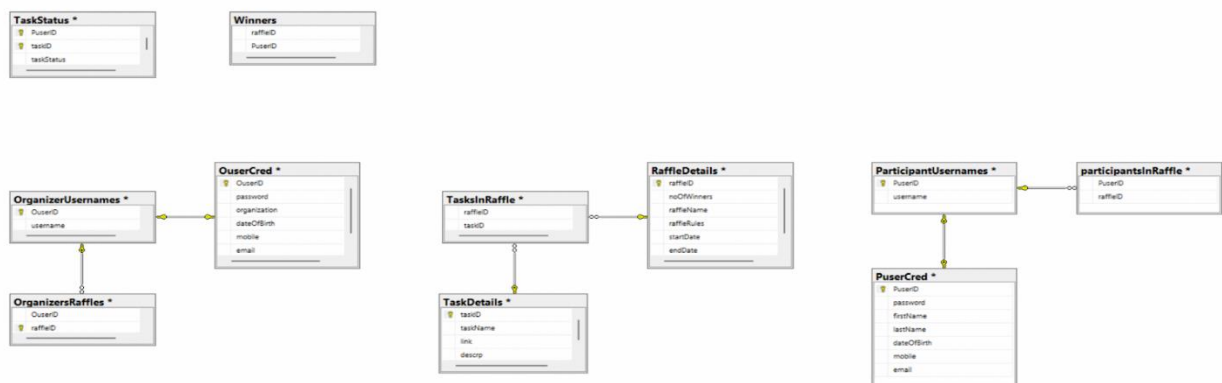 TaskStatus *
PuserID
taskID
taskStatus
Winners
raffleID
PuserID
OrganizerUsernames *
OuserID
username
OuserCred *
OuserID
password
organization
dateOfBirth
mobile
email
OrganizersRaffles *
OuserID
raffleID
TasksInRaffle *
raffleID
taskID
TaskDetails *
taskID
taskName
link
descrp
RaffleDetails *
raffleID
noOfWinners
raffleName
raffleRules
startDate
endDate
ParticipantUsernames *
PuserID
username
participantsInRaffle *
PuserID
raffleID
PuserCred *
PuserID
password
firstName
lastName
dateOfBirth
mobile
email